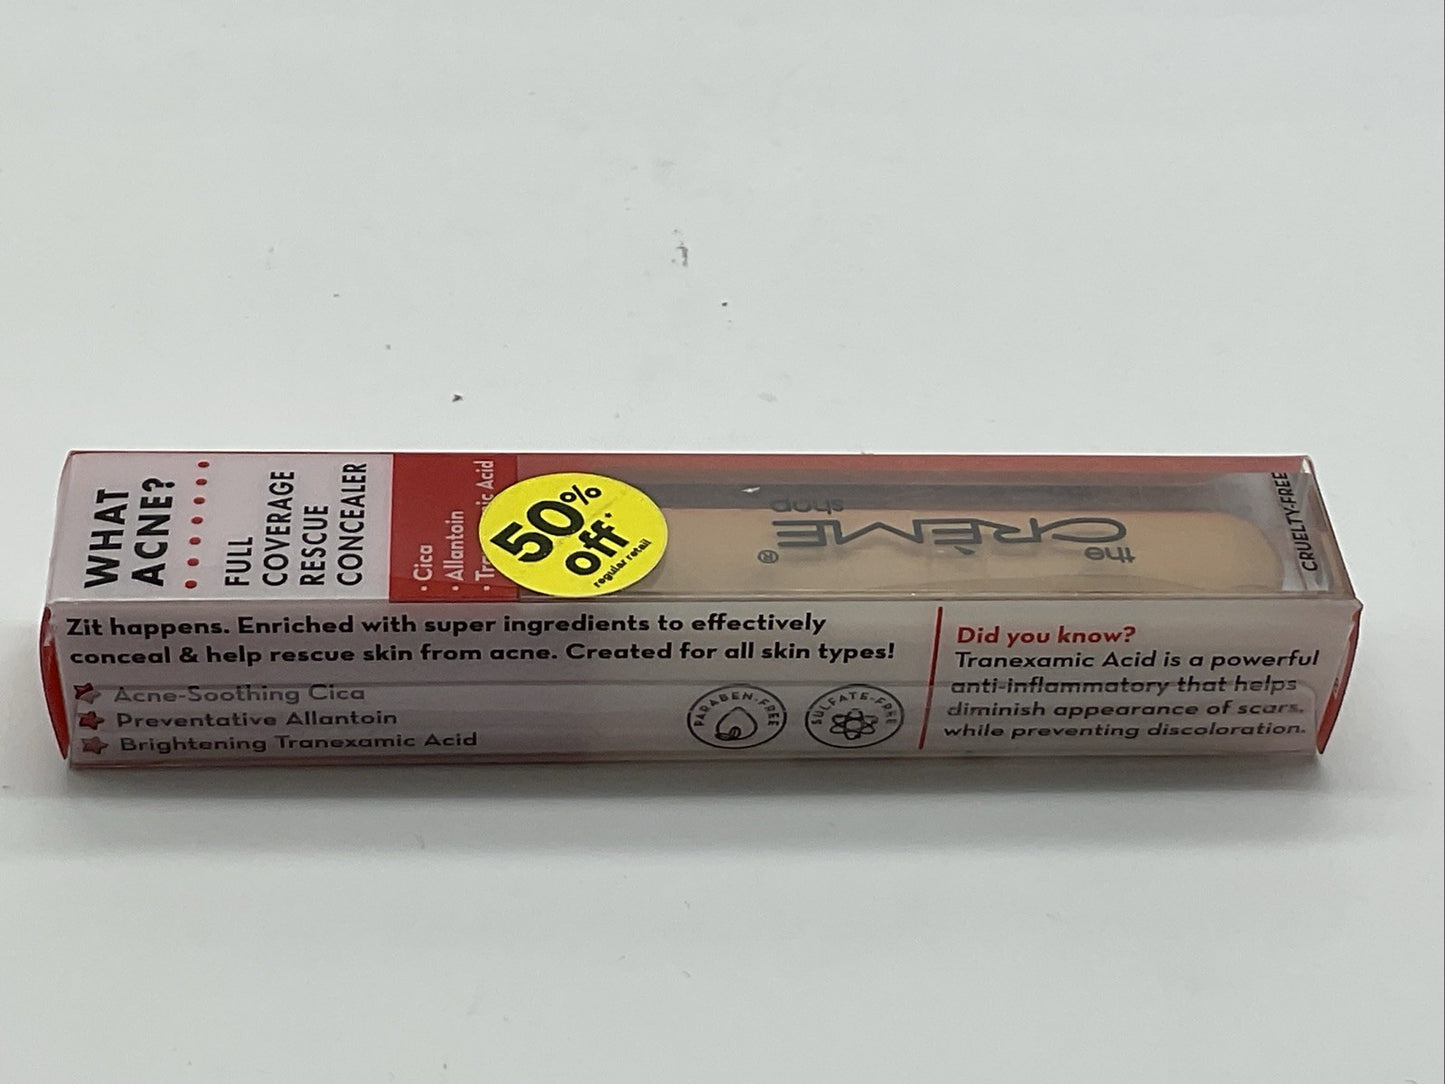 WHAT
ACNE?
FULL
COVERAGE
RESCUE
CONCEALER
• Cica
• Allantoin
50%
off*
regular retail
the
CRÈME
shop
®
CRUELTY-FREE
Zit happens. Enriched with super ingredients to effectively
conceal & help rescue skin from acne. Created for all skin types!
Acne-Soothing Cica
Preventative Allantoin
Brightening Tranexamic Acid
PARABEN-FREE
SULFATE-FREE
Did you know?
Tranexamic Acid is a powerful
anti-inflammatory that helps
diminish appearance of scars,
while preventing discoloration.